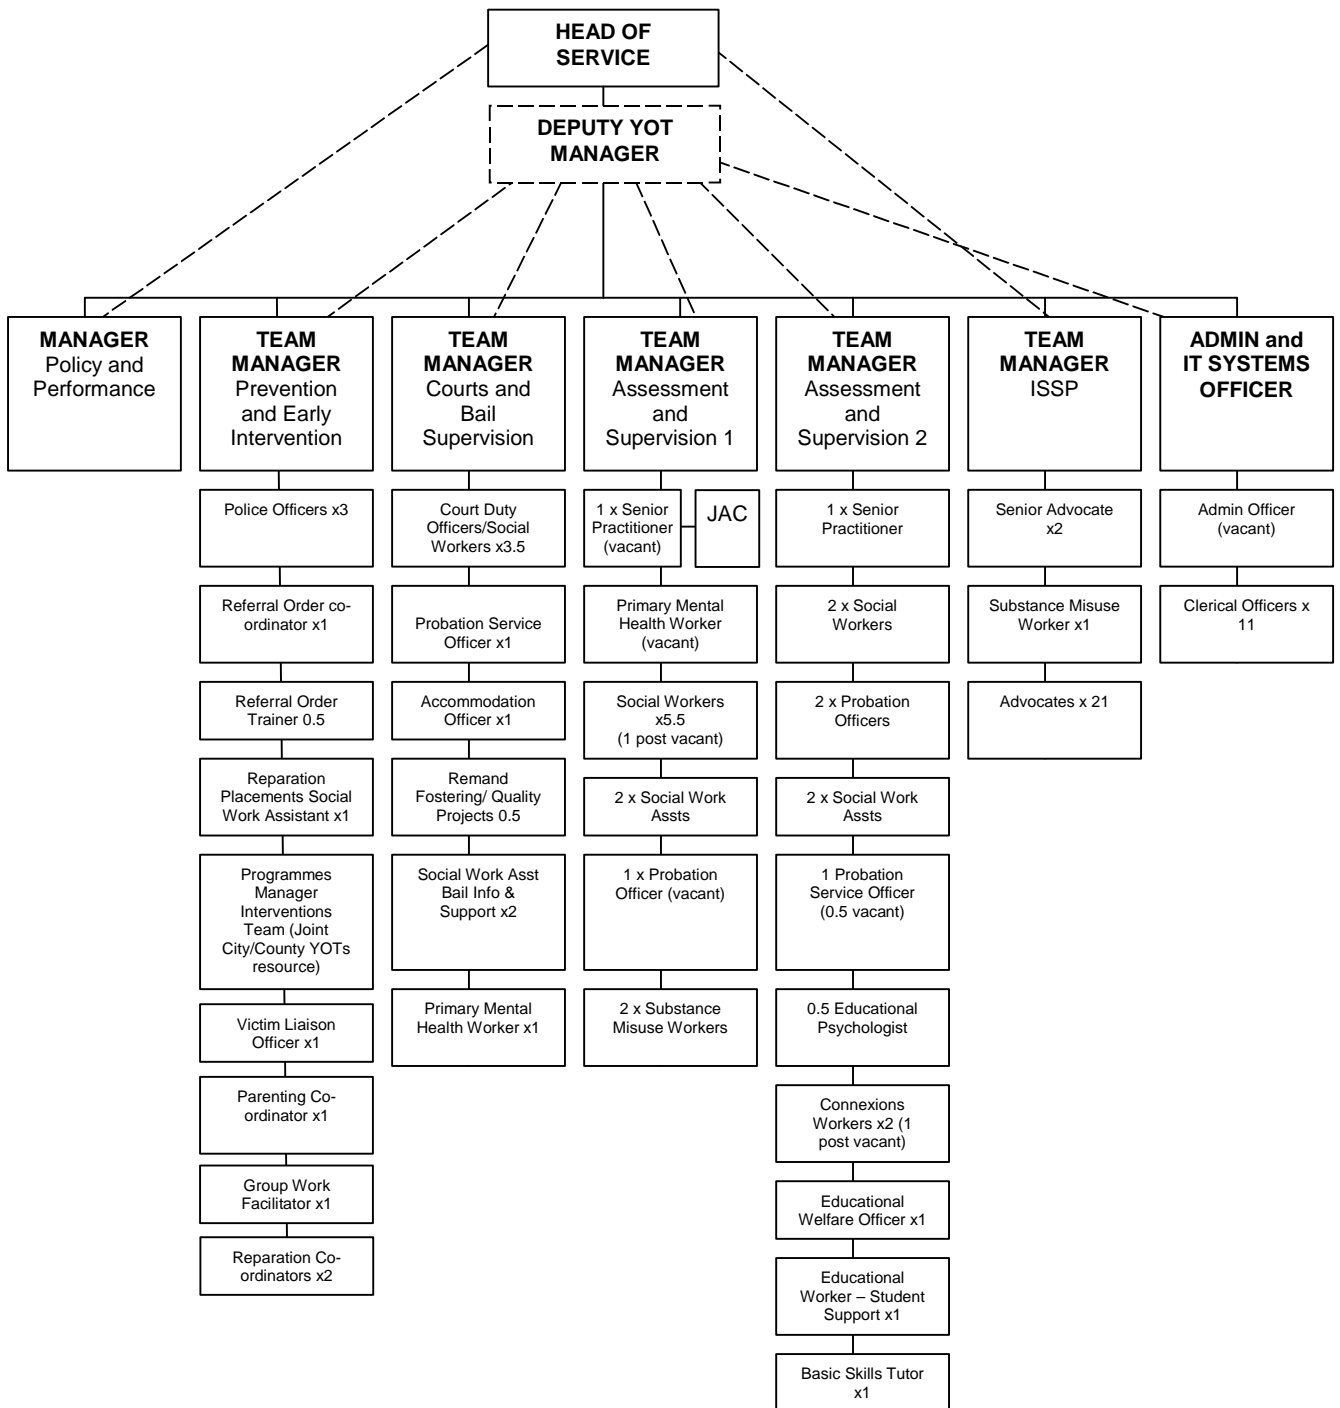 HEAD OF
SERVICE
DEPUTY YOT
MANAGER
MANAGER
Policy and
Performance
TEAM
MANAGER
Prevention
and Early
Intervention
TEAM
MANAGER
Courts and
Bail
Supervision
TEAM
MANAGER
Assessment
and
Supervision 1
TEAM
MANAGER
Assessment
and
Supervision 2
TEAM
MANAGER
ISSP
ADMIN and
IT SYSTEMS
OFFICER
Police Officers x3
Referral Order co-
ordinator x1
Referral Order
Trainer 0.5
Reparation
Placements Social
Work Assistant x1
Programmes
Manager
Interventions
Team (Joint
City/County YOTs
resource)
Victim Liaison
Officer x1
Parenting Co-
ordinator x1
Group Work
Facilitator x1
Reparation Co-
ordinators x2
Court Duty
Officers/Social
Workers x3.5
Probation Service
Officer x1
Accommodation
Officer x1
Remand
Fostering/ Quality
Projects 0.5
Social Work Asst
Bail Info &
Support x2
Primary Mental
Health Worker x1
1 x Senior
Practitioner
(vacant)
JAC
Primary Mental
Health Worker
(vacant)
Social Workers
x5.5
(1 post vacant)
2 x Social Work
Assts
1 x Probation
Officer (vacant)
2 x Substance
Misuse Workers
1 x Senior
Practitioner
2 x Social
Workers
2 x Probation
Officers
2 x Social Work
Assts
1 Probation
Service Officer
(0.5 vacant)
0.5 Educational
Psychologist
Connexions
Workers x2 (1
post vacant)
Educational
Welfare Officer x1
Educational
Worker – Student
Support x1
Basic Skills Tutor
x1
Senior Advocate
x2
Substance Misuse
Worker x1
Advocates x 21
Admin Officer
(vacant)
Clerical Officers x
11